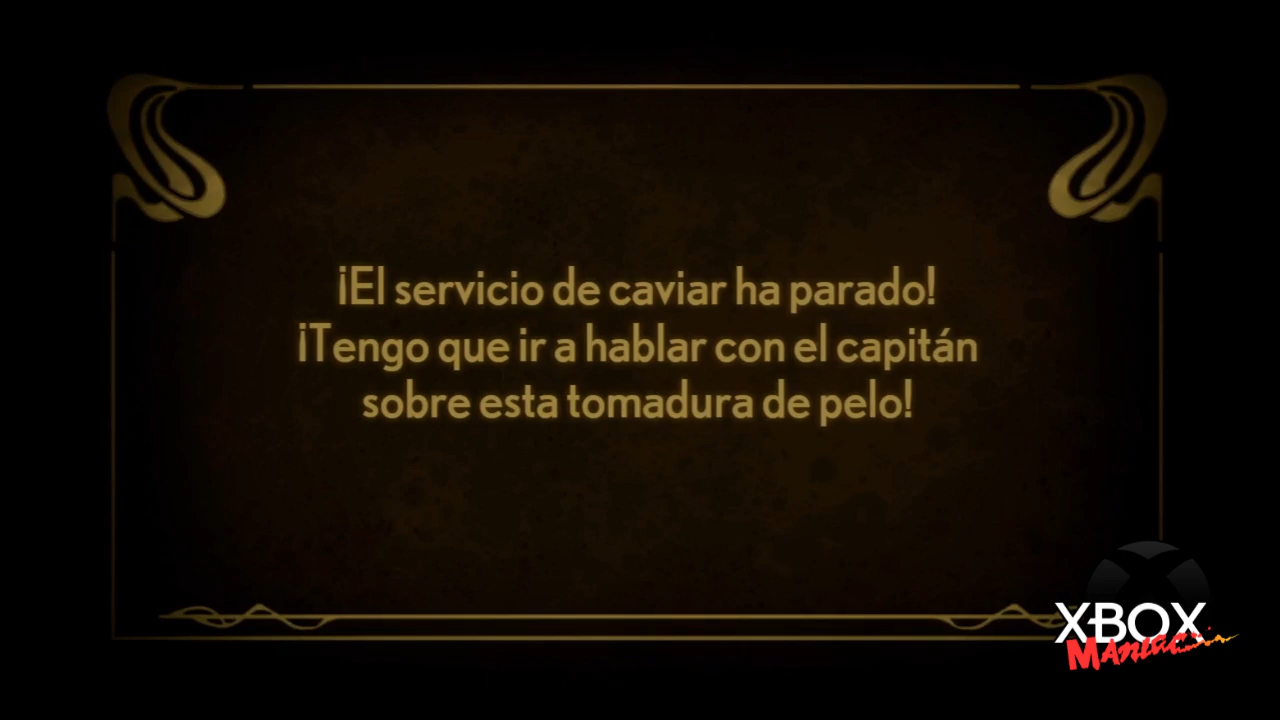 ¡El servicio de caviar ha parado!
¡Tengo que ir a hablar con el capitán
sobre esta tomadura de pelo!
XBOX
Maniac